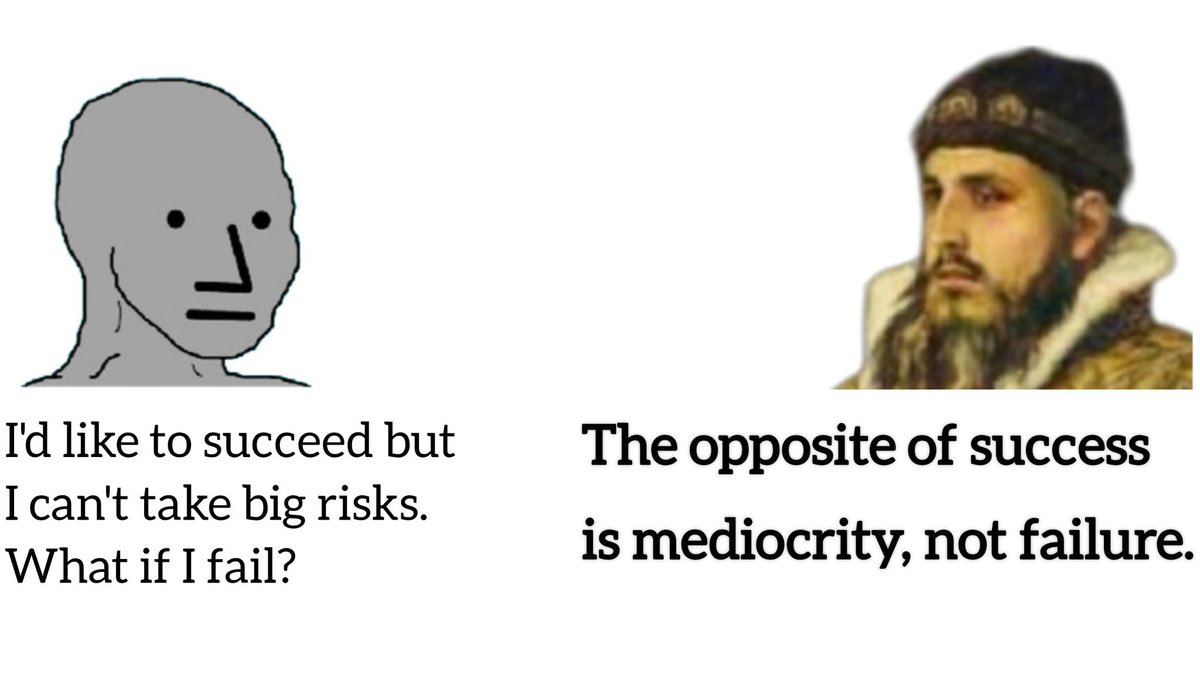 I'd like to succeed but
I can't take big risks.
What if I fail?
The opposite of success
is mediocrity, not failure.